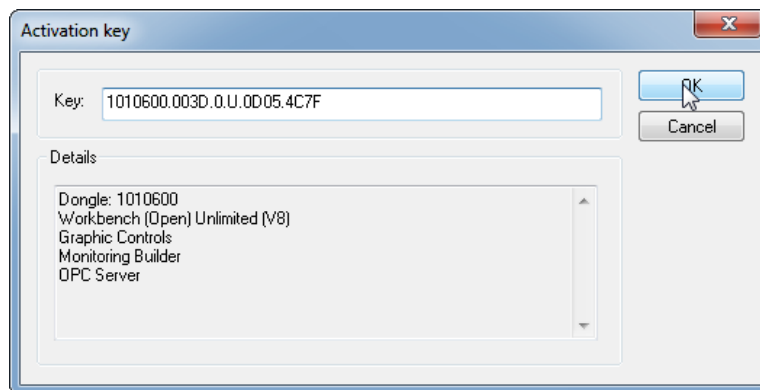 Activation key
Key: 1010600.003D.0.U.0D05.4C7F
OK
Cancel
Details
Dongle: 1010600
Workbench (Open) Unlimited (V8)
Graphic Controls
Monitoring Builder
OPC Server